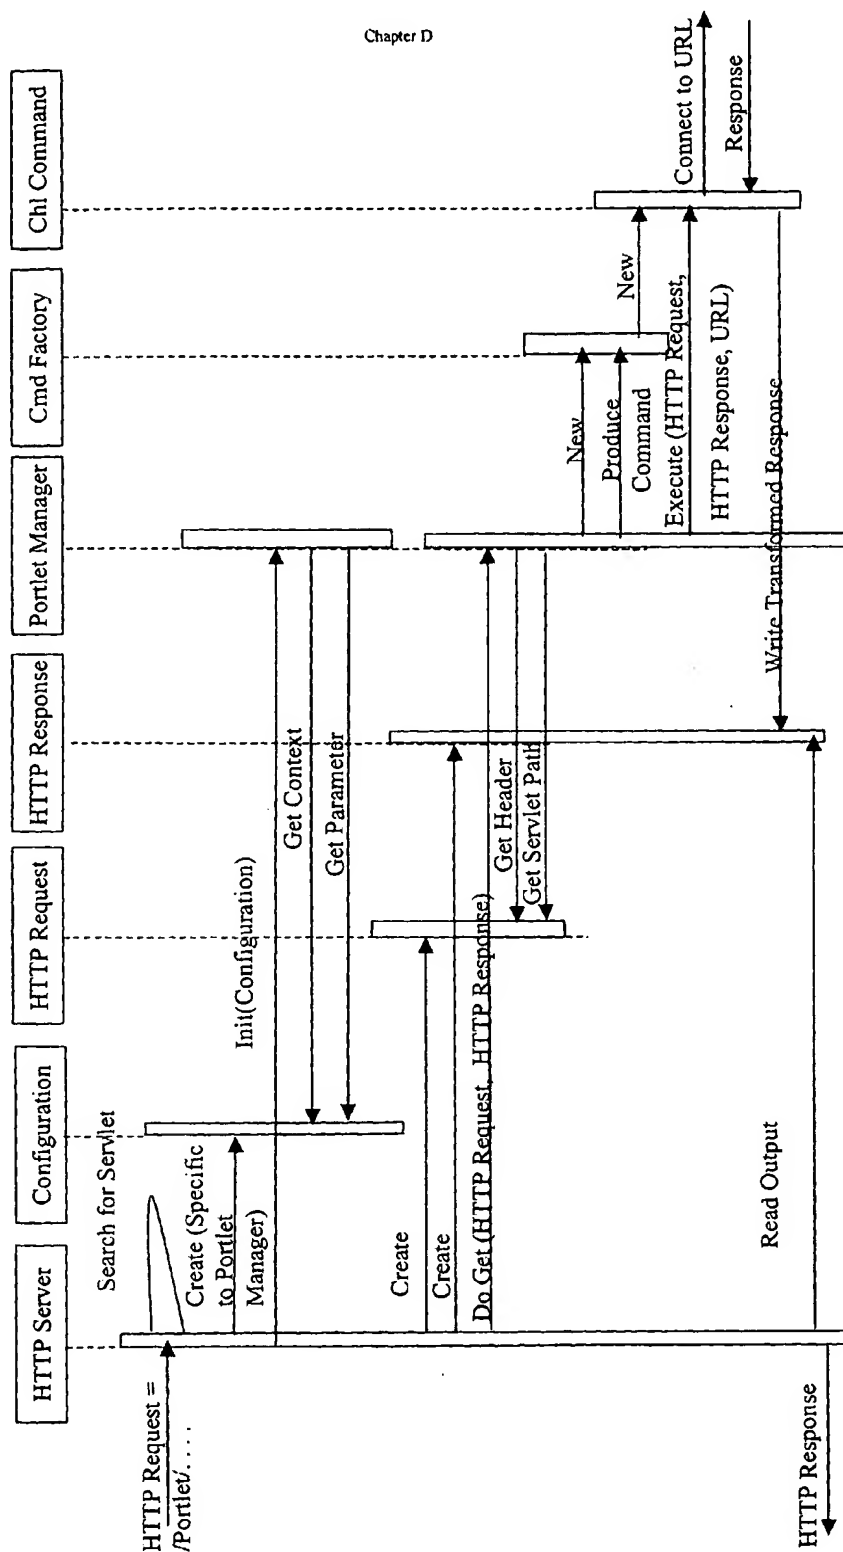 Chapter D
HTTP Server
Configuration
HTTP Request
HTTP Response
Portlet Manager
Cmd Factory
Chl Command
HTTP Request =
/Portlet/. . . .
Search for Servlet
Create (Specific
to Portlet
Manager)
Init(Configuration)
Get Context
Get Parameter
Create
Create
Do Get (HTTP Request, HTTP Response)
Get Header
Get Servlet Path
New
Produce
Command
New
Execute (HTTP Request,
HTTP Response, URL)
Connect to URL
Response
Write Transformed Response
Read Output
HTTP Response